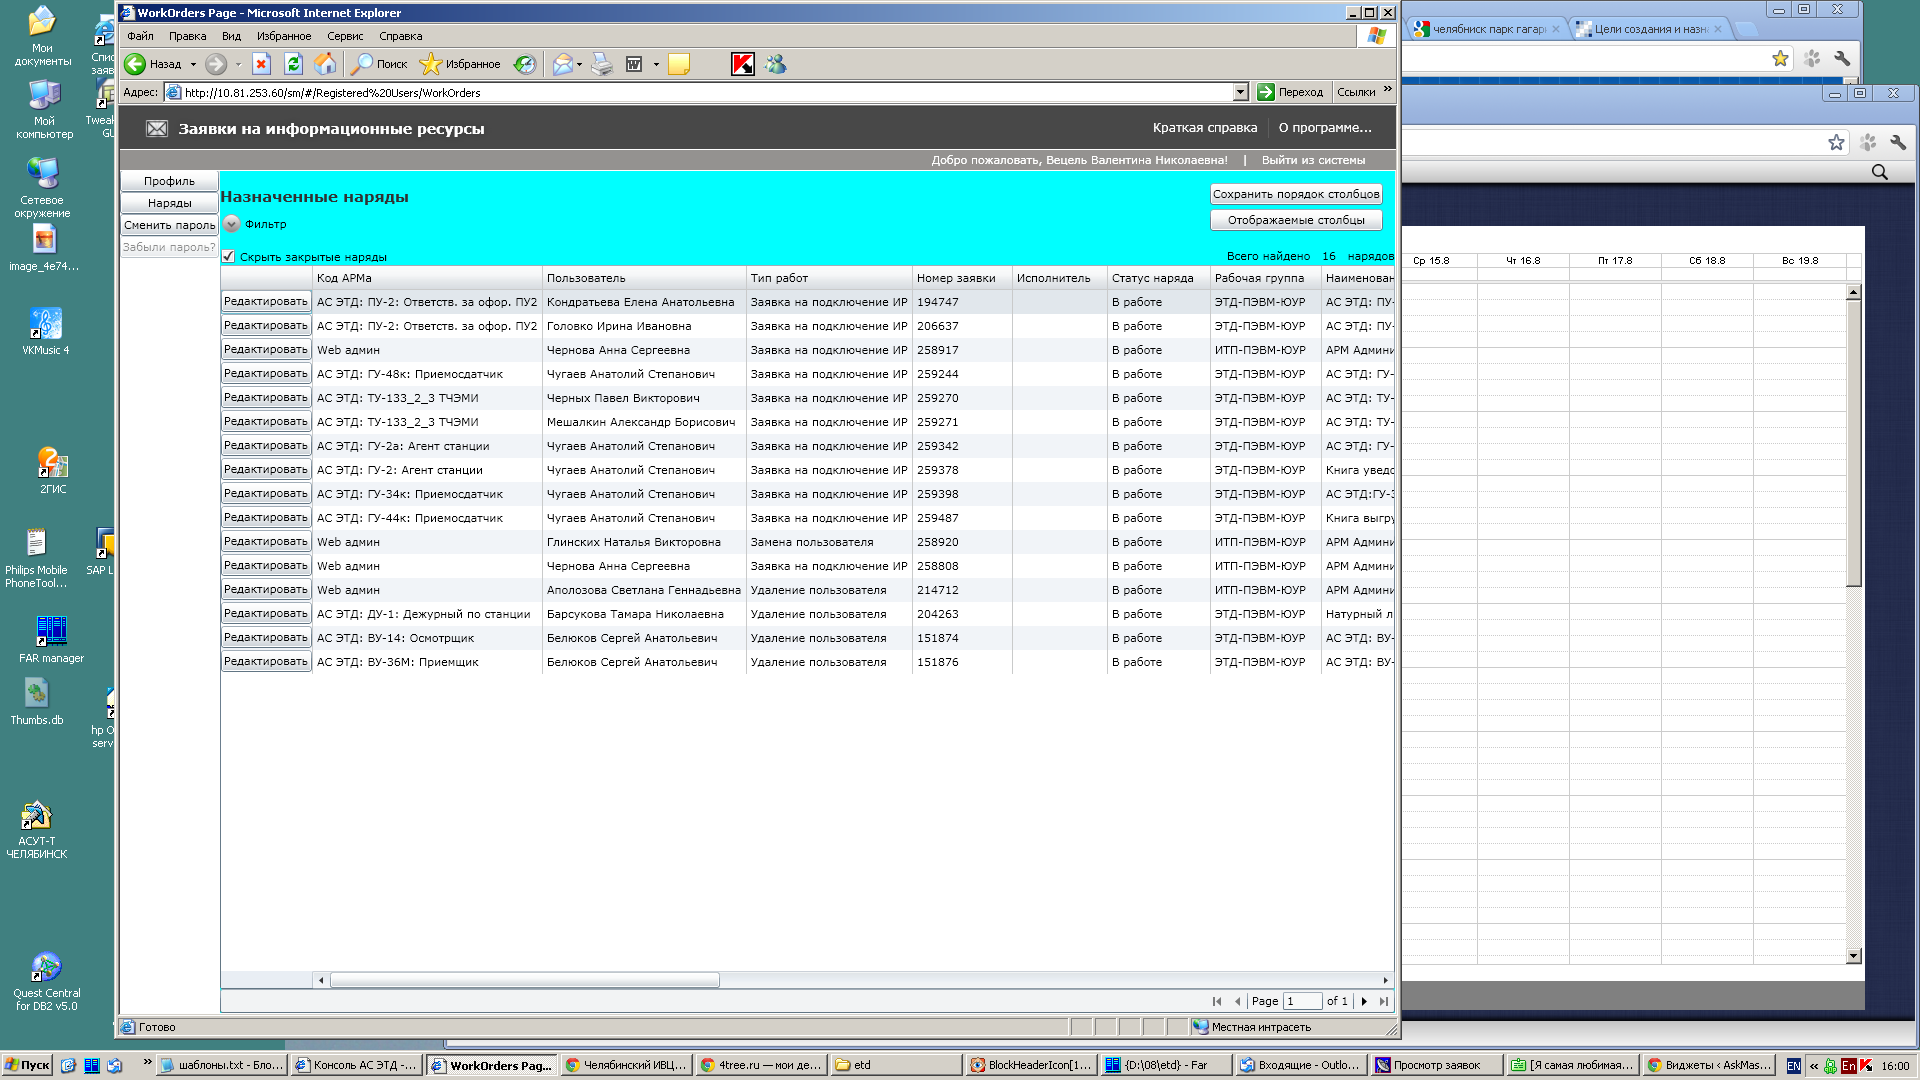 WorkOrders Page - Microsoft Internet Explorer
Файл Правка Вид Избранное Сервис Справка
Назад Поиск Избранное
Адрес: http://10.81.253.60/sm/#/Registered%20Users/WorkOrders Переход Ссылки »
Заявки на информационные ресурсы Краткая справка О программе...
Добро пожаловать, Вецель Валентина Николаевна! | Выйти из системы
Профиль
Наряды
Сменить пароль
Забыли пароль?
Назначенные наряды
Сохранить порядок столбцов
Фильтр
Отображаемые столбцы
Скрыть закрытые наряды
Всего найдено 16 нарядов
Код АРМа Пользователь Тип работ Номер заявки Исполнитель Статус наряда Рабочая группа Наименован
Редактировать АС ЭТД: ПУ-2: Ответств. за офор. ПУ2 Кондратьева Елена Анатольевна Заявка на подключение ИР 194747 В работе ЭТД-ПЭВМ-ЮУР АС ЭТД: ПУ-
Редактировать АС ЭТД: ПУ-2: Ответств. за офор. ПУ2 Головко Ирина Ивановна Заявка на подключение ИР 206637 В работе ЭТД-ПЭВМ-ЮУР АС ЭТД: ПУ-
Редактировать Web админ Чернова Анна Сергеевна Заявка на подключение ИР 258917 В работе ИТП-ПЭВМ-ЮУР АРМ Админи
Редактировать АС ЭТД: ГУ-48к: Приемосдатчик Чугаев Анатолий Степанович Заявка на подключение ИР 259244 В работе ЭТД-ПЭВМ-ЮУР АС ЭТД: ГУ-
Редактировать АС ЭТД: ТУ-133_2_3 ТЧЭМИ Черных Павел Викторович Заявка на подключение ИР 259270 В работе ЭТД-ПЭВМ-ЮУР АС ЭТД: ТУ-
Редактировать АС ЭТД: ТУ-133_2_3 ТЧЭМИ Мешалкин Александр Борисович Заявка на подключение ИР 259271 В работе ЭТД-ПЭВМ-ЮУР АС ЭТД: ТУ-
Редактировать АС ЭТД: ГУ-2а: Агент станции Чугаев Анатолий Степанович Заявка на подключение ИР 259342 В работе ЭТД-ПЭВМ-ЮУР АС ЭТД: ГУ-
Редактировать АС ЭТД: ГУ-2: Агент станции Чугаев Анатолий Степанович Заявка на подключение ИР 259378 В работе ЭТД-ПЭВМ-ЮУР Книга уведо
Редактировать АС ЭТД: ГУ-34к: Приемосдатчик Чугаев Анатолий Степанович Заявка на подключение ИР 259398 В работе ЭТД-ПЭВМ-ЮУР АС ЭТД:ГУ-3
Редактировать АС ЭТД: ГУ-44к: Приемосдатчик Чугаев Анатолий Степанович Заявка на подключение ИР 259487 В работе ЭТД-ПЭВМ-ЮУР Книга выгру
Редактировать Web админ Глинских Наталья Викторовна Замена пользователя 258920 В работе ИТП-ПЭВМ-ЮУР АРМ Админи
Редактировать Web админ Чернова Анна Сергеевна Заявка на подключение ИР 258808 В работе ИТП-ПЭВМ-ЮУР АРМ Админи
Редактировать Web админ Аполозова Светлана Геннадьевна Удаление пользователя 214712 В работе ИТП-ПЭВМ-ЮУР АРМ Админи
Редактировать АС ЭТД: ДУ-1: Дежурный по станции Барсукова Тамара Николаевна Удаление пользователя 204263 В работе ЭТД-ПЭВМ-ЮУР Натурный л
Редактировать АС ЭТД: ВУ-14: Осмотрщик Белюков Сергей Анатольевич Удаление пользователя 151874 В работе ЭТД-ПЭВМ-ЮУР АС ЭТД: ВУ-
Редактировать АС ЭТД: ВУ-36М: Приемщик Белюков Сергей Анатольевич Удаление пользователя 151876 В работе ЭТД-ПЭВМ-ЮУР АС ЭТД: ВУ-
Page 1 of 1
Готово Местная интрасеть
челябниск парк гагар Цели создания и назн
Ср 15.8 Чт 16.8 Пт 17.8 Сб 18.8 Вс 19.8
Мои
документы
Спис
заяв
Мой
компьютер
Tweak
GU
Сетевое
окружение
image_4e74...
VKMusic 4
2ГИС
Philips Mobile
PhoneTool...
SAP L
FAR manager
Thumbs.db
hp O
serv
АСУТ-Т
ЧЕЛЯБИНСК
Quest Central
for DB2 v5.0
Пуск » шаблоны.txt - Бло... Консоль АС ЭТД -... WorkOrders Pag... Челябинский ИВЦ... 4tree.ru — мои де... etd BlockHeaderIcon[1... {D:\08\etd} - Far Входящие - Outlo... Просмотр заявок [Я самая любимая... Виджеты ‹ AskMas... EN « En 16:00